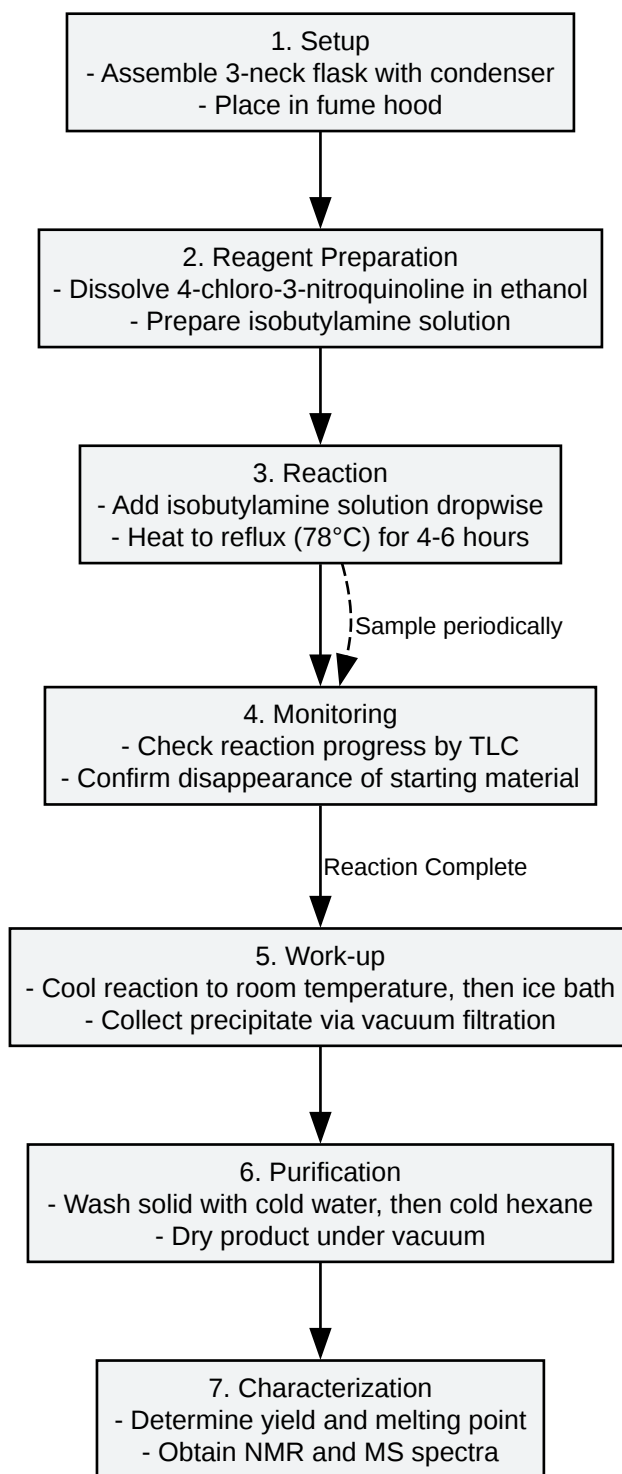 1. Setup
- Assemble 3-neck flask with condenser
- Place in fume hood
2. Reagent Preparation
- Dissolve 4-chloro-3-nitroquinoline in ethanol
- Prepare isobutylamine solution
3. Reaction
- Add isobutylamine solution dropwise
- Heat to reflux (78°C) for 4-6 hours
Sample periodically
4. Monitoring
- Check reaction progress by TLC
- Confirm disappearance of starting material
Reaction Complete
5. Work-up
- Cool reaction to room temperature, then ice bath
- Collect precipitate via vacuum filtration
6. Purification
- Wash solid with cold water, then cold hexane
- Dry product under vacuum
7. Characterization
- Determine yield and melting point
- Obtain NMR and MS spectra